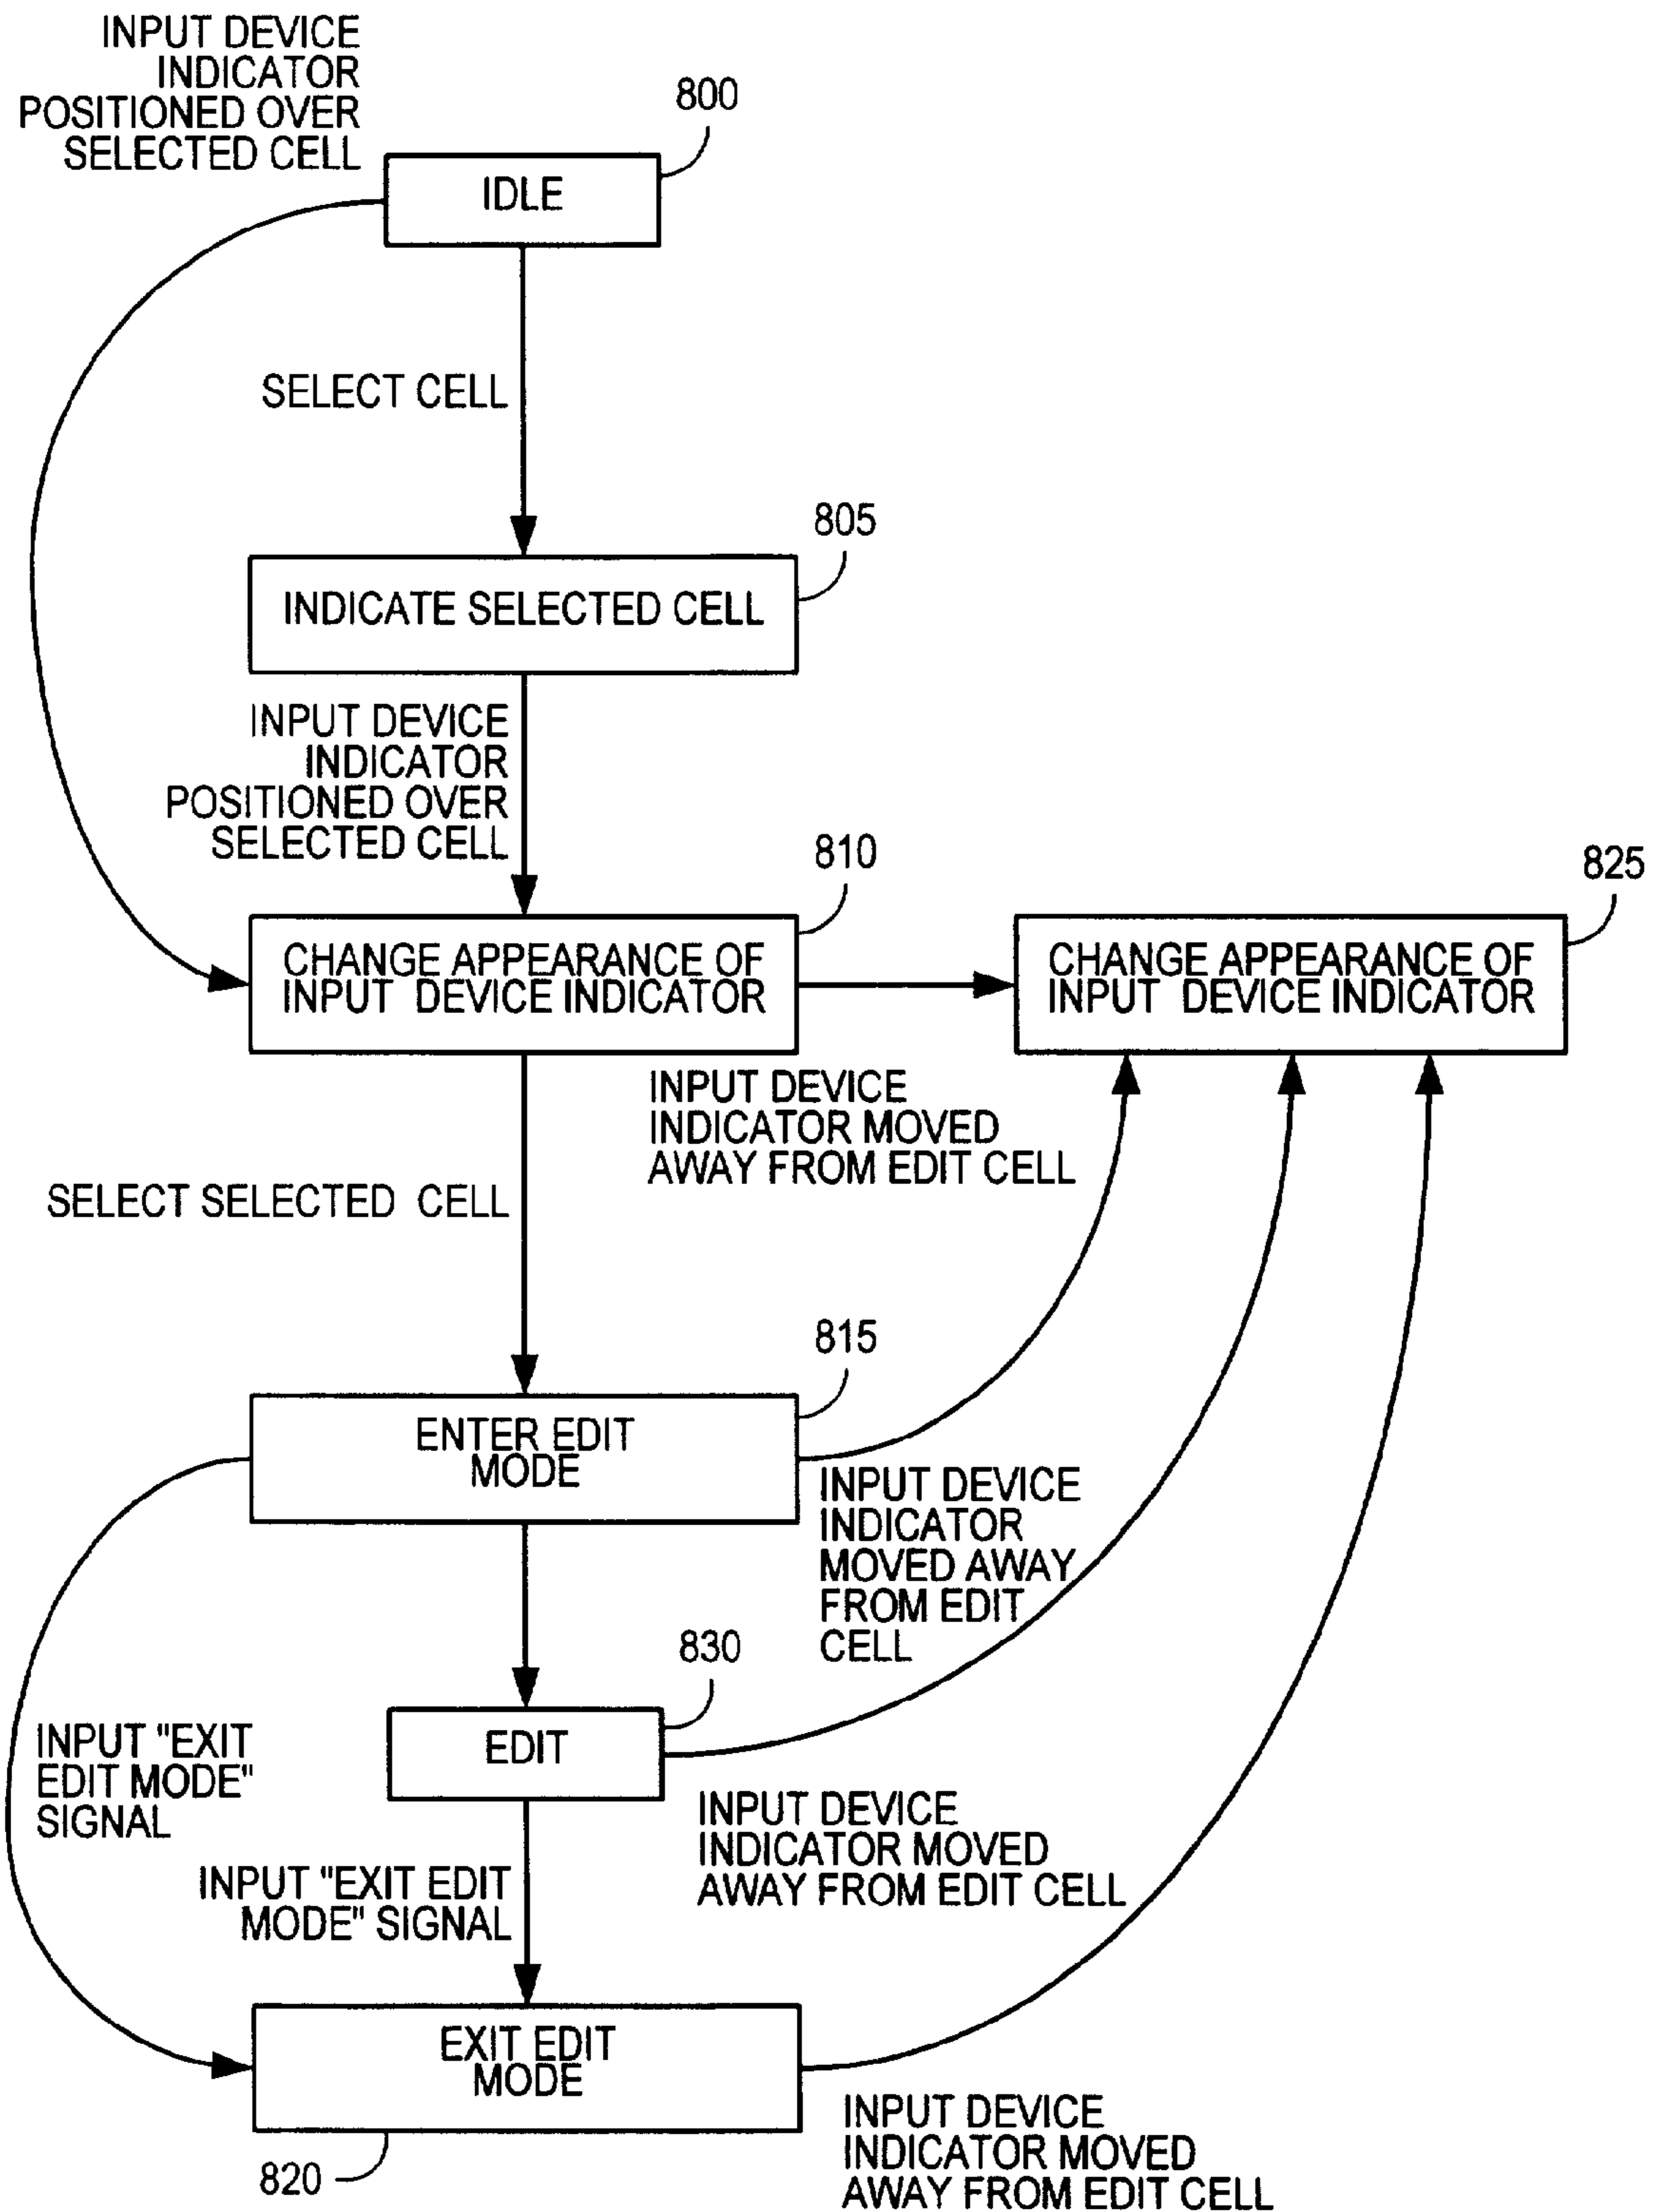 INPUT DEVICE
INDICATOR
POSITIONED OVER
SELECTED CELL
800
IDLE
SELECT CELL
805
INDICATE SELECTED CELL
INPUT DEVICE
INDICATOR
POSITIONED OVER
SELECTED CELL
810
825
CHANGE APPEARANCE OF
INPUT DEVICE INDICATOR
CHANGE APPEARANCE OF
INPUT DEVICE INDICATOR
INPUT DEVICE
INDICATOR MOVED
AWAY FROM EDIT CELL
SELECT SELECTED CELL
815
ENTER EDIT
MODE
INPUT DEVICE
INDICATOR
MOVED AWAY
FROM EDIT
CELL
830
EDIT
INPUT "EXIT
EDIT MODE"
SIGNAL
INPUT DEVICE
INDICATOR MOVED
AWAY FROM EDIT CELL
INPUT "EXIT EDIT
MODE" SIGNAL
EXIT EDIT
MODE
820
INPUT DEVICE
INDICATOR MOVED
AWAY FROM EDIT CELL